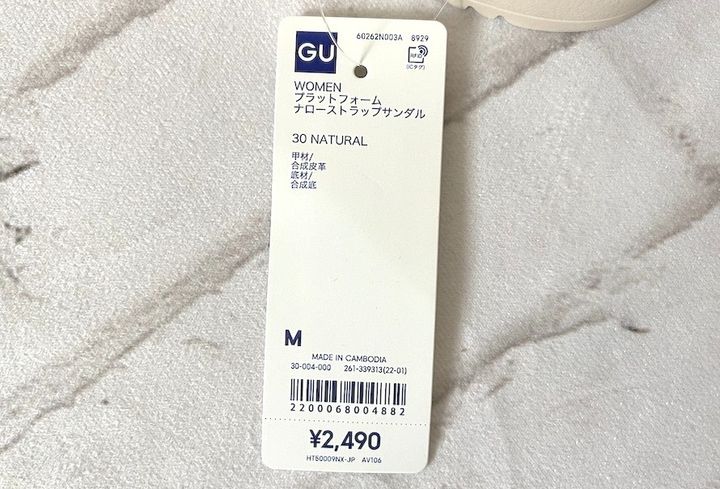 60262N003A 8929
GU
RFID
(ICタグ)
WOMEN
プラットフォーム
ナローストラップサンダル
30 NATURAL
甲材/
合成皮革
底材/
合成底
M
MADE IN CAMBODIA
30-004-000 261-339313(22-01)
2200068004882
¥2,490
HT50009NX-JP AV106